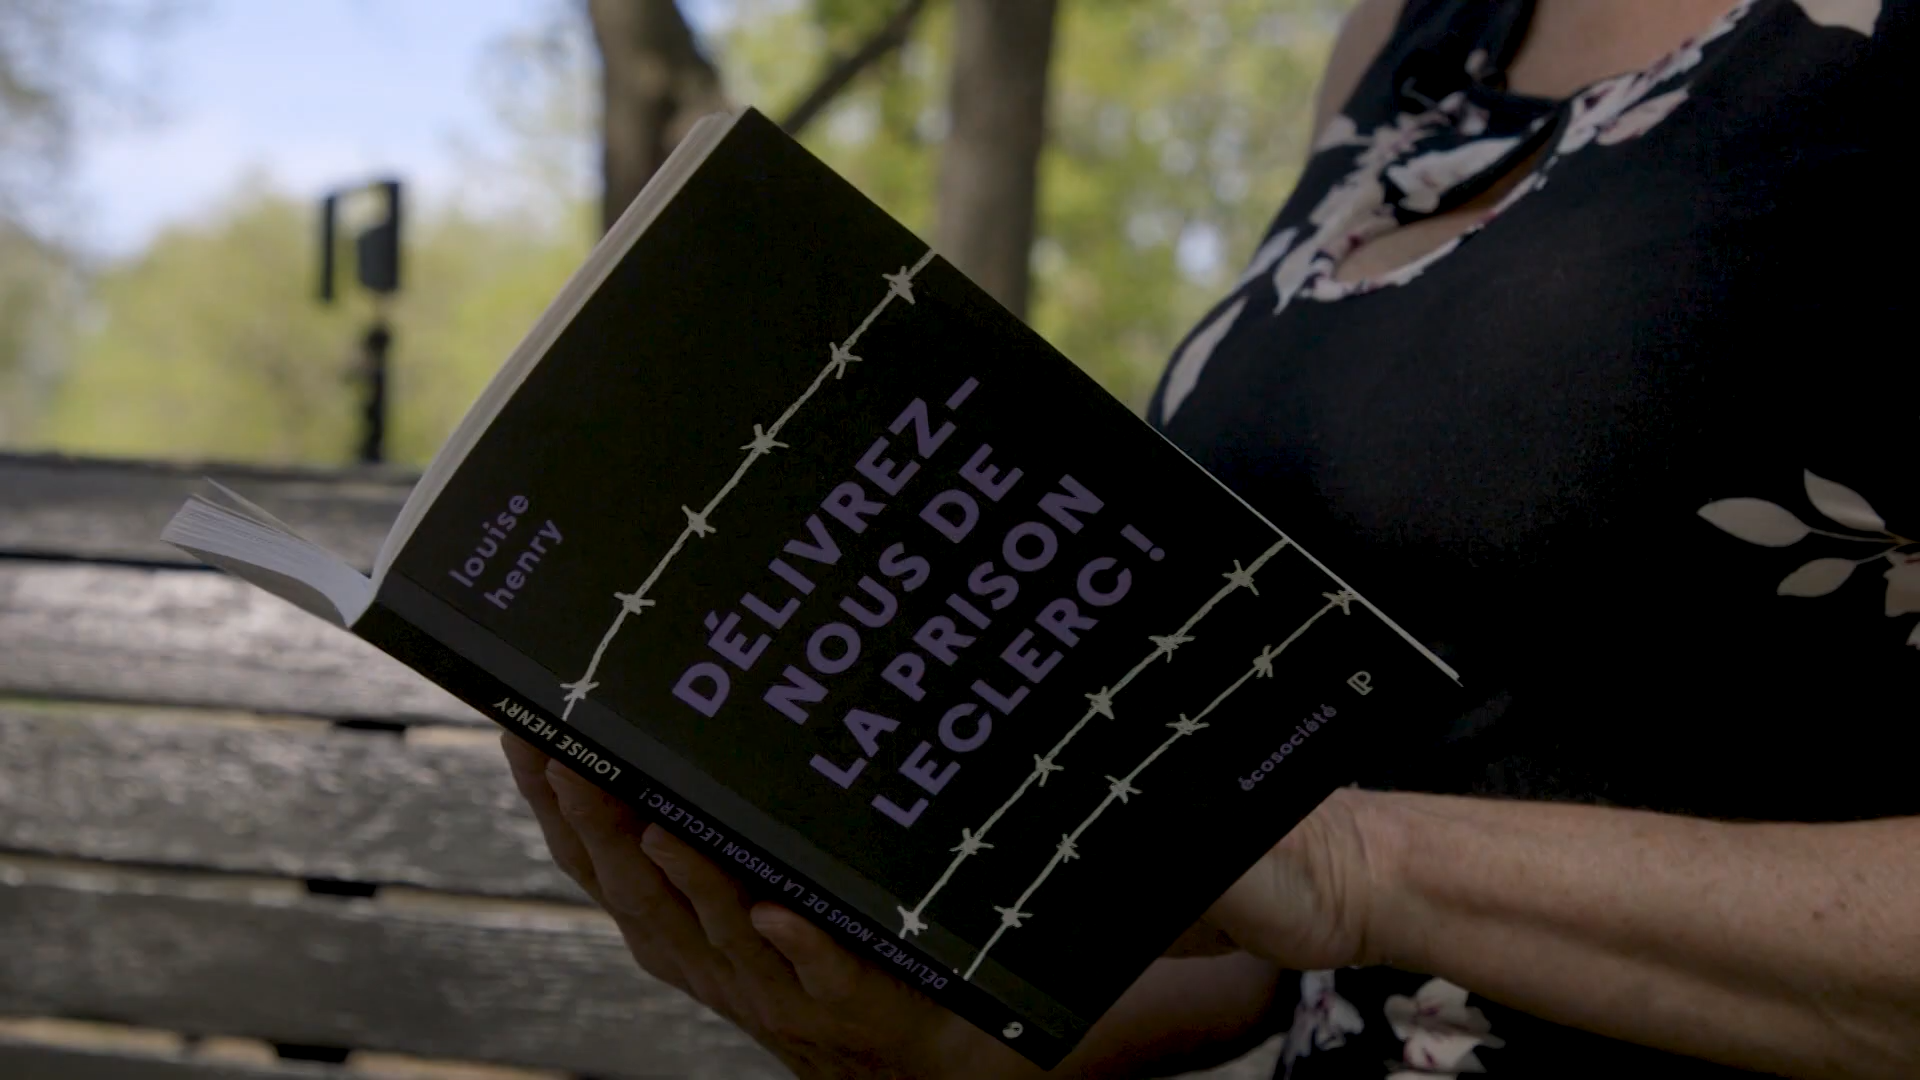 louise
henry
DÉLIVREZ-
NOUS DE
LA PRISON
LECLERC !
écosociété
DÉLIVREZ-NOUS DE LA PRISON LECLERC ! LOUISE HENRY